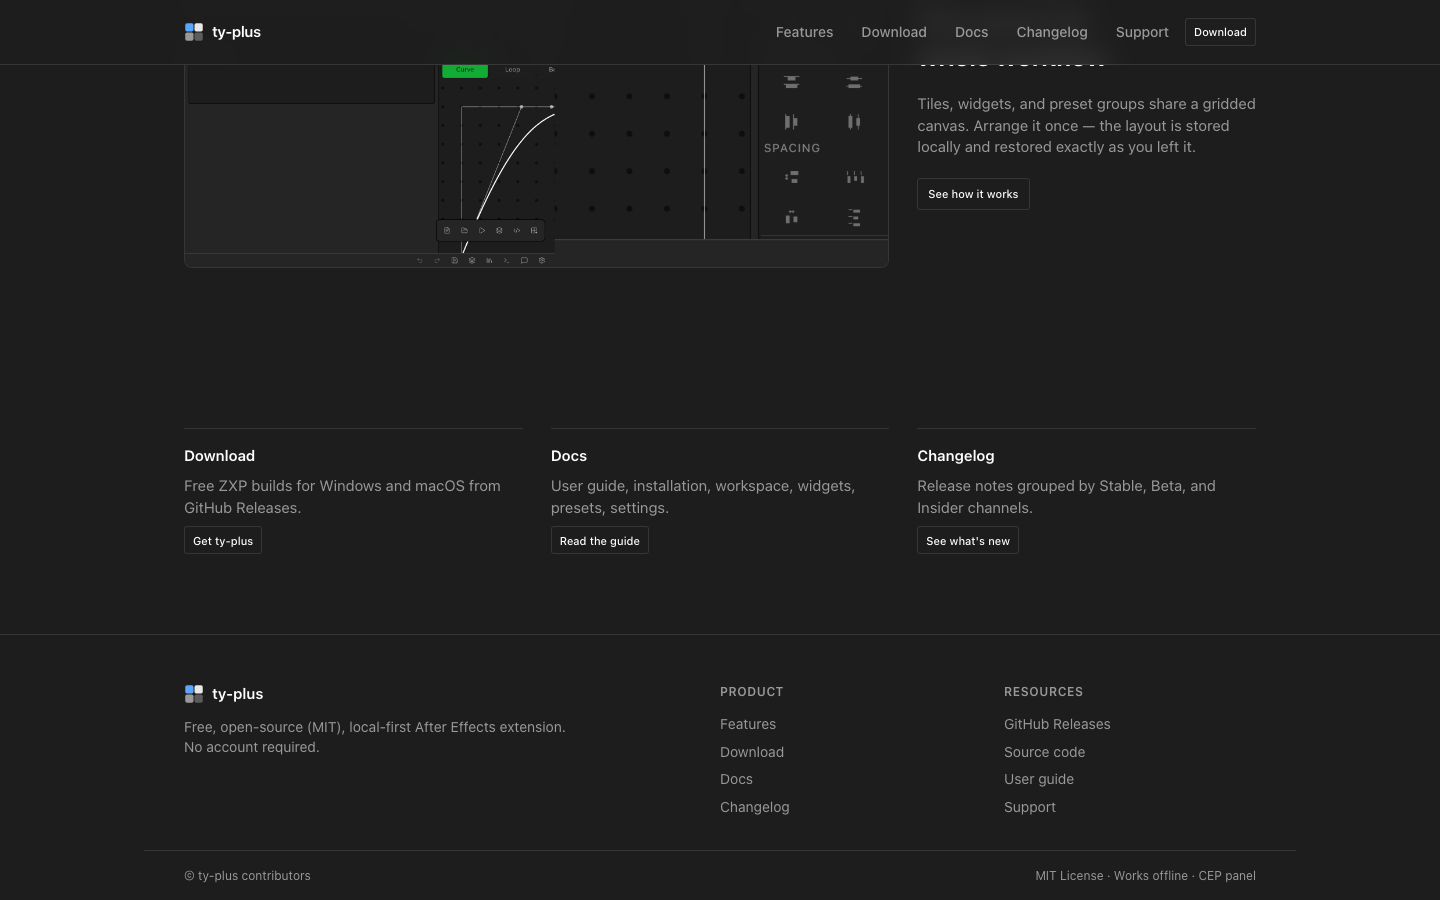 ty-plus
Features
Download
Docs
Changelog
Support
Download
Curve
Loop
SPACING
Tiles, widgets, and preset groups share a gridded
canvas. Arrange it once — the layout is stored
locally and restored exactly as you left it.
See how it works
Download
Free ZXP builds for Windows and macOS from
GitHub Releases.
Get ty-plus
Docs
User guide, installation, workspace, widgets,
presets, settings.
Read the guide
Changelog
Release notes grouped by Stable, Beta, and
Insider channels.
See what's new
ty-plus
Free, open-source (MIT), local-first After Effects extension.
No account required.
PRODUCT
Features
Download
Docs
Changelog
RESOURCES
GitHub Releases
Source code
User guide
Support
© ty-plus contributors
MIT License · Works offline · CEP panel